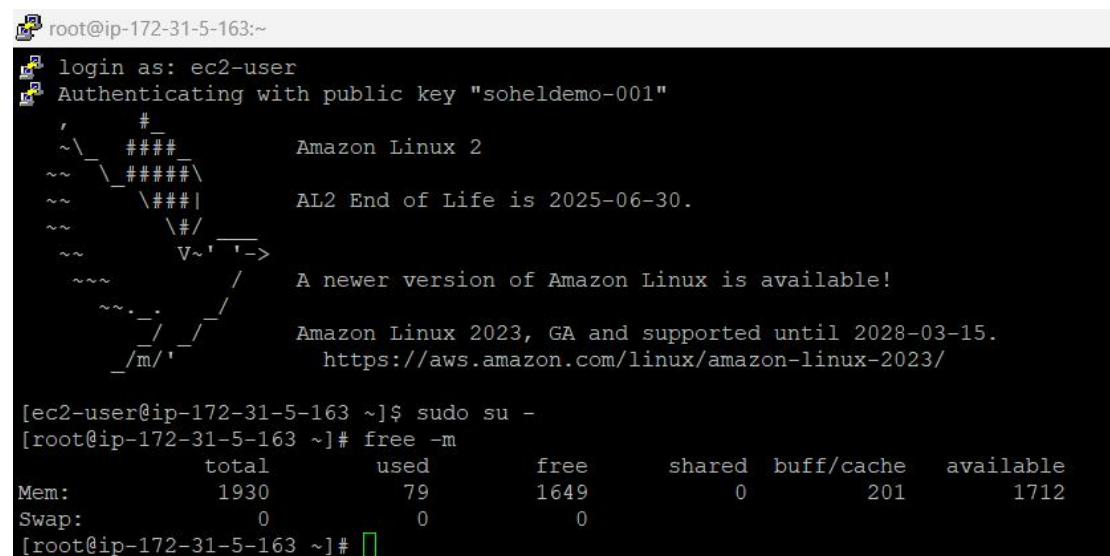 root@ip-172-31-5-163:~
login as: ec2-user
Authenticating with public key "soheldemo-001"
   ,     #_
   ~\_  ####_        Amazon Linux 2
  ~~  \_#####\
  ~~     \###|       AL2 End of Life is 2025-06-30.
  ~~       \#/ ___
   ~~       V~' '->
    ~~~         /    A newer version of Amazon Linux is available!
      ~~._.   _/
         _/ _/       Amazon Linux 2023, GA and supported until 2028-03-15.
       _/m/'           https://aws.amazon.com/linux/amazon-linux-2023/
[ec2-user@ip-172-31-5-163 ~]$ sudo su -
[root@ip-172-31-5-163 ~]# free -m
              total        used        free      shared  buff/cache   available
Mem:           1930          79        1649           0         201        1712
Swap:             0           0           0
[root@ip-172-31-5-163 ~]#